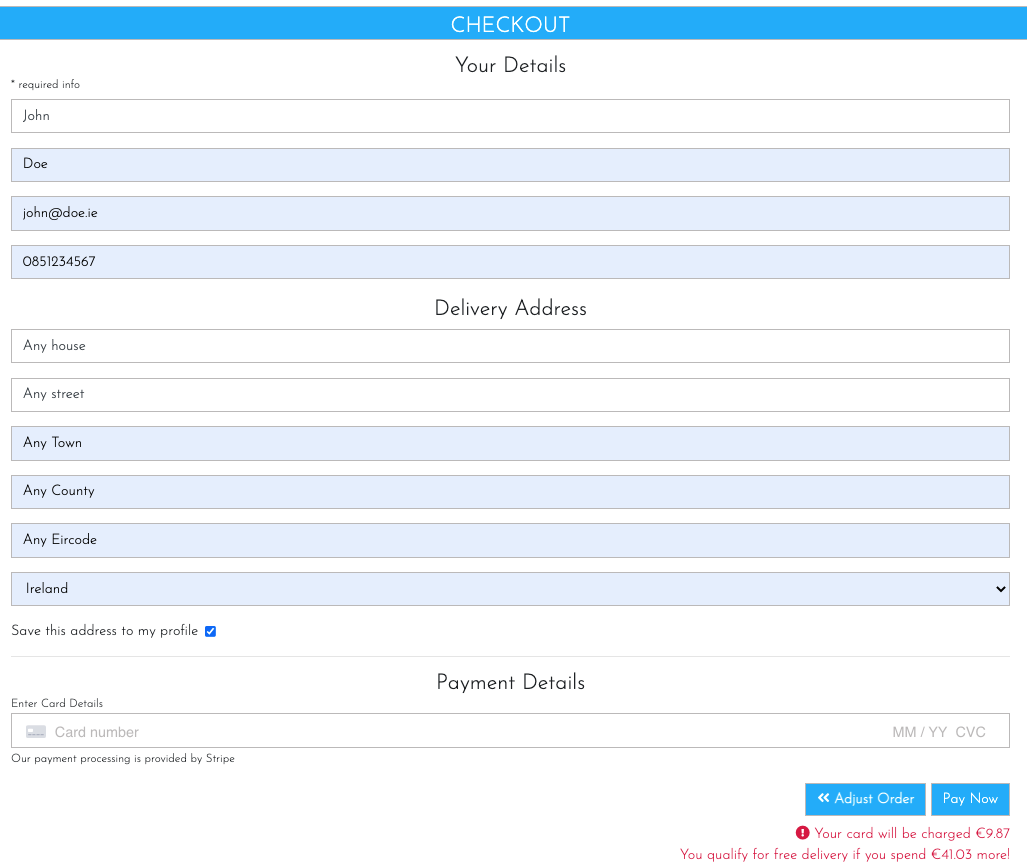 CHECKOUT
Your Details
* required info
John
Doe
john@doe.ie
0851234567
Delivery Address
Any house
Any street
Any Town
Any County
Any Eircode
Ireland
Save this address to my profile
Payment Details
Enter Card Details
Card number MM / YY CVC
Our payment processing is provided by Stripe
Adjust Order Pay Now
Your card will be charged €9.87
You qualify for free delivery if you spend €41.03 more!